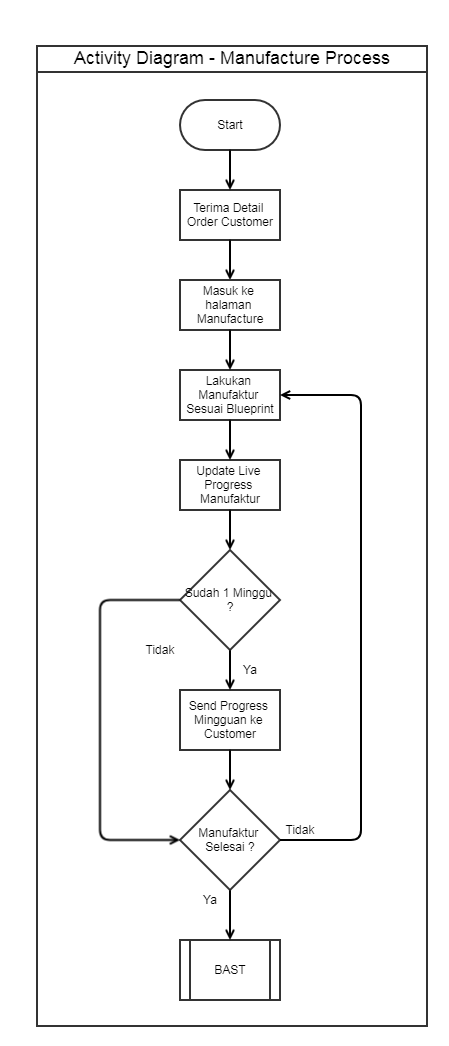 Activity Diagram - Manufacture Process
Start
Terima Detail
Order Customer
Masuk ke
halaman
Manufacture
Lakukan
Manufaktur
Sesuai Blueprint
Update Live
Progress
Manufaktur
Sudah 1 Minggu
?
Tidak
Ya
Send Progress
Mingguan ke
Customer
Manufaktur
Selesai ?
Tidak
Ya
BAST